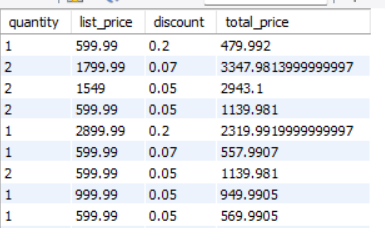 quantity list_price discount total_price
1 599.99 0.2 479.992
2 1799.99 0.07 3347.9813999999997
2 1549 0.05 2943.1
2 599.99 0.05 1139.981
1 2899.99 0.2 2319.9919999999997
1 599.99 0.07 557.9907
2 599.99 0.05 1139.981
1 999.99 0.05 949.9905
1 599.99 0.05 569.9905